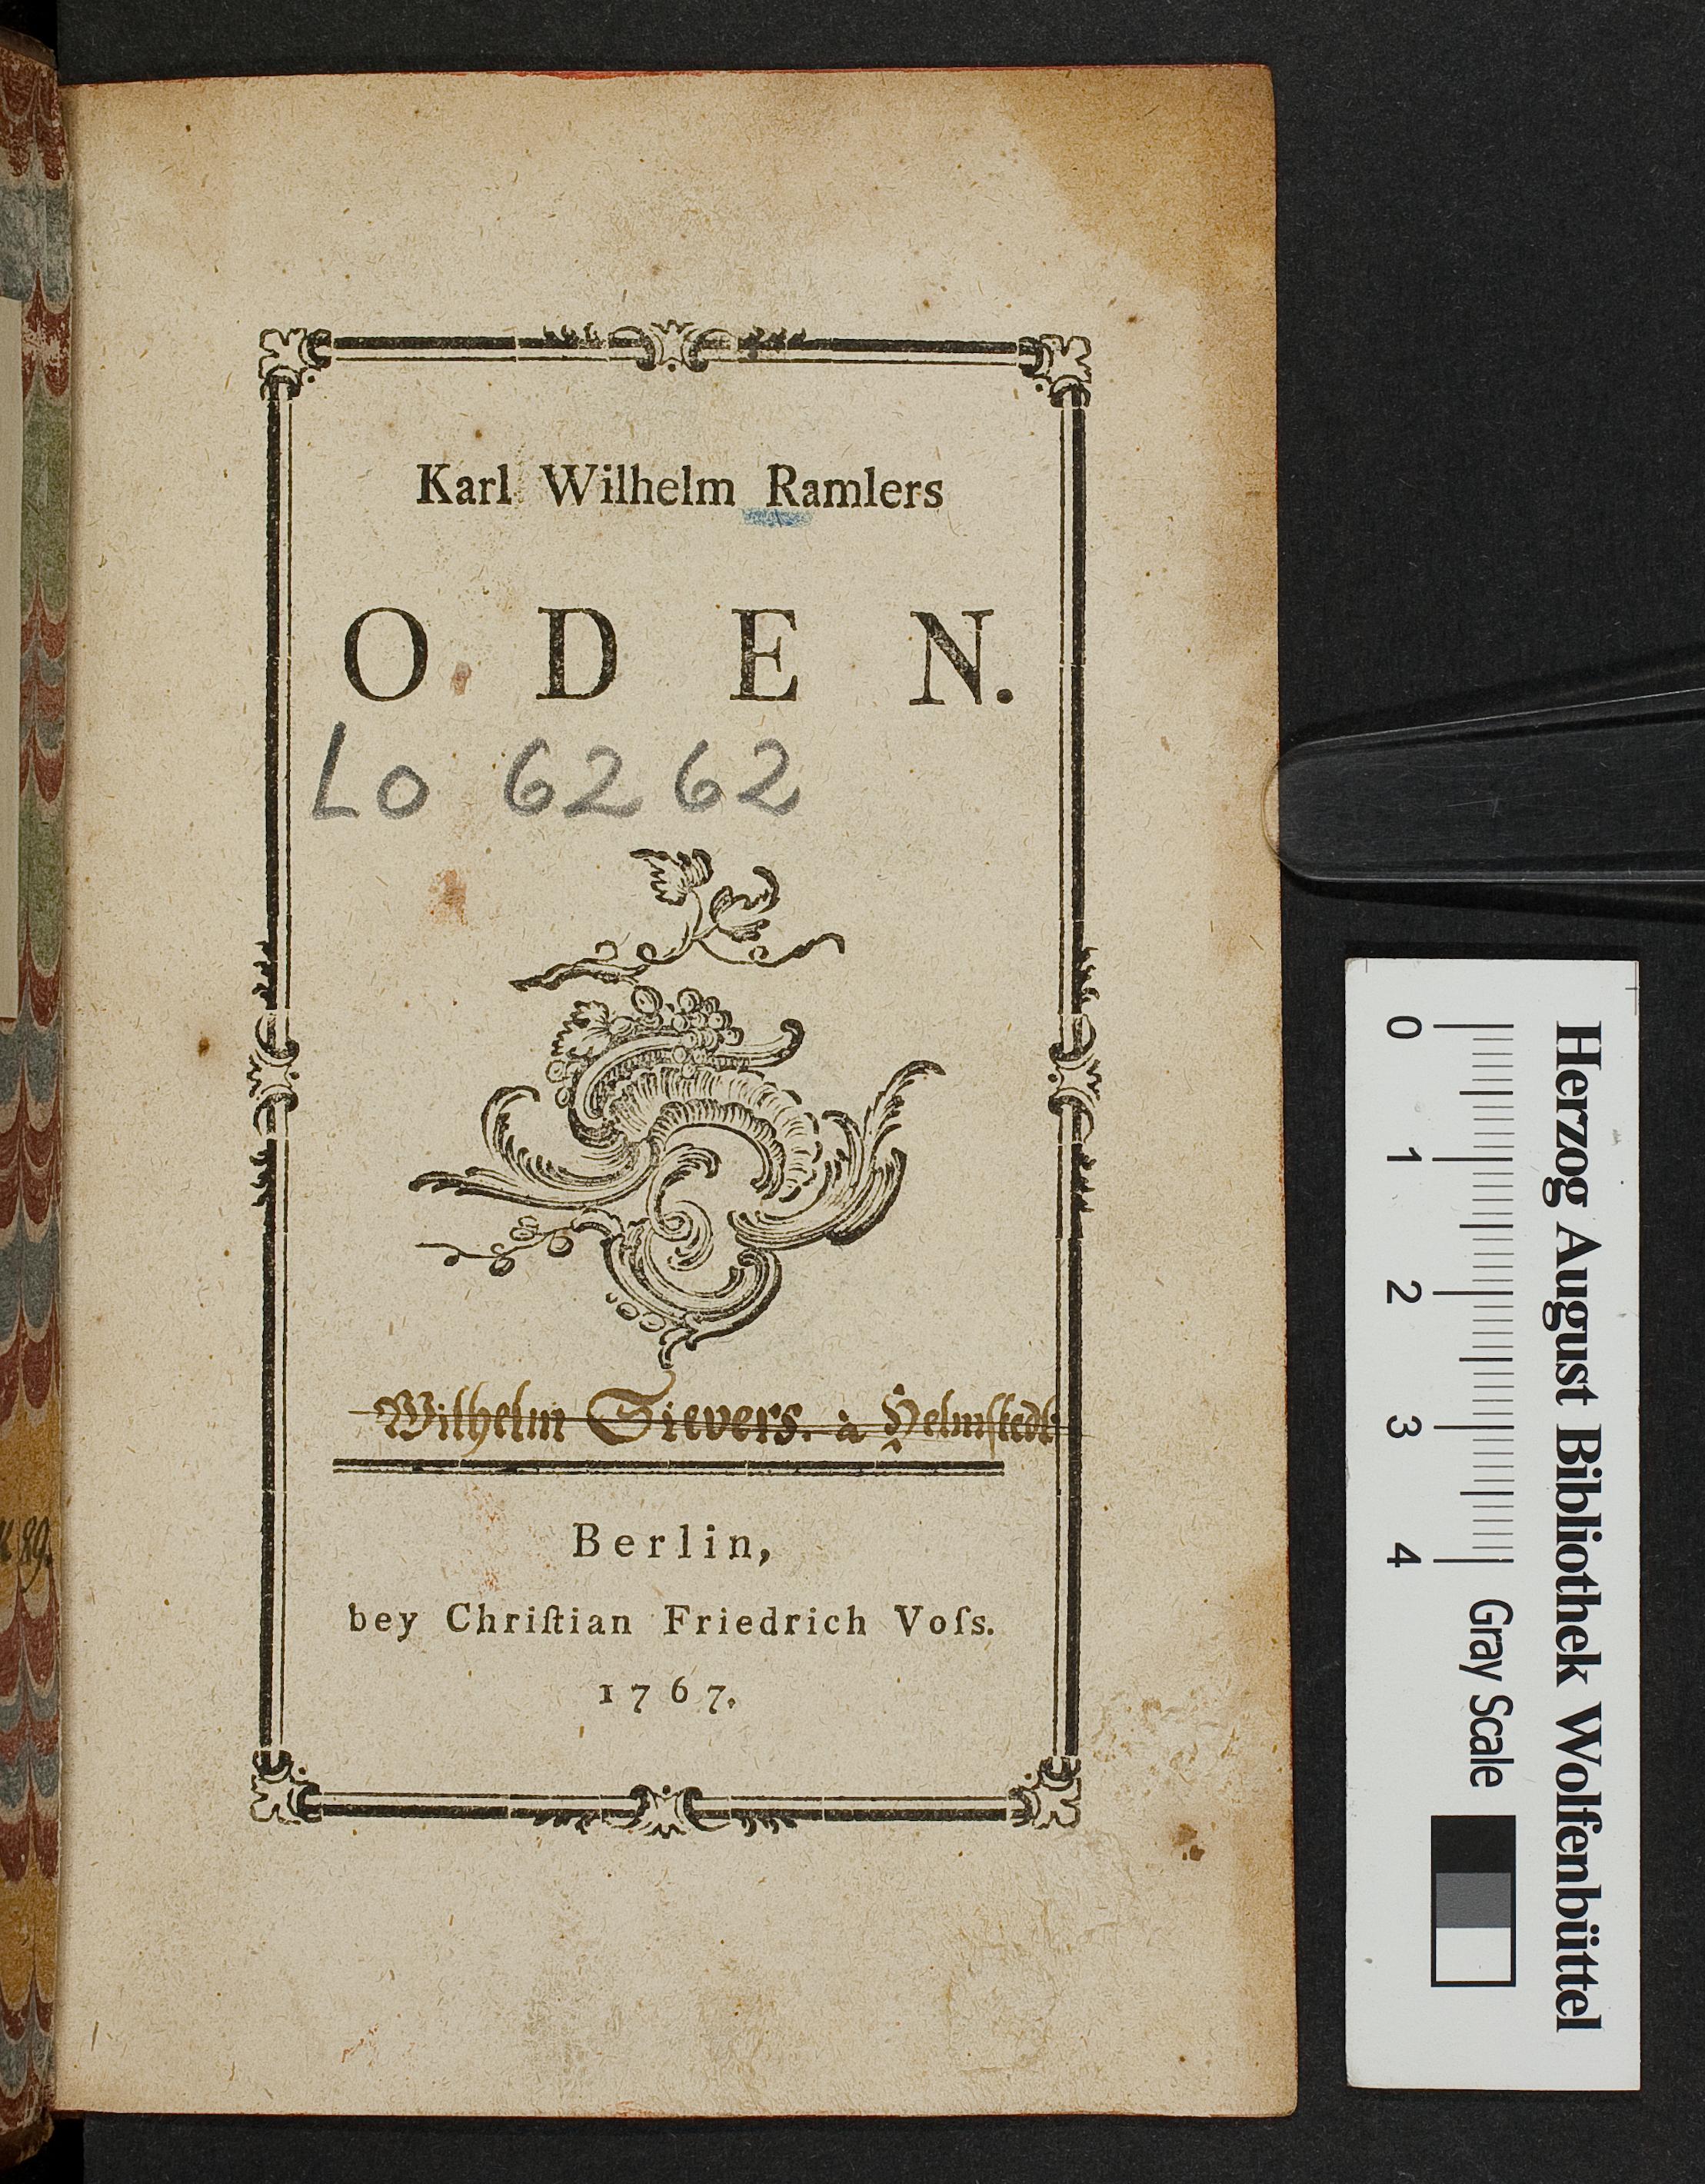 Karl Wilhelm Ramlers
ODEN.
Lo 6262
Wilhelm Sievers. à Helmstedt
Berlin,
bey Chriſtian Friedrich Voſs.
1767.
89.
Herzog August Bibliothek Wolfenbüttel
0 1 2 3 4 Gray Scale